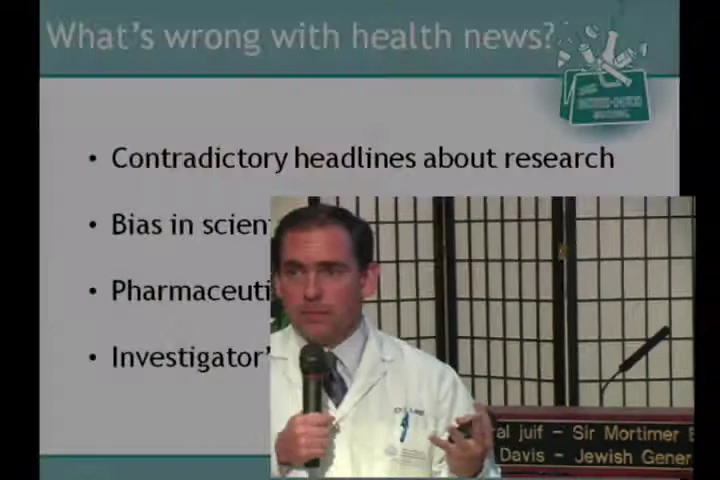 What's wrong with health news?
• Contradictory headlines about research
• Bias in scien
• Pharmaceuti
• Investigator'
al juif – Sir Mortimer B
Davis – Jewish Gener